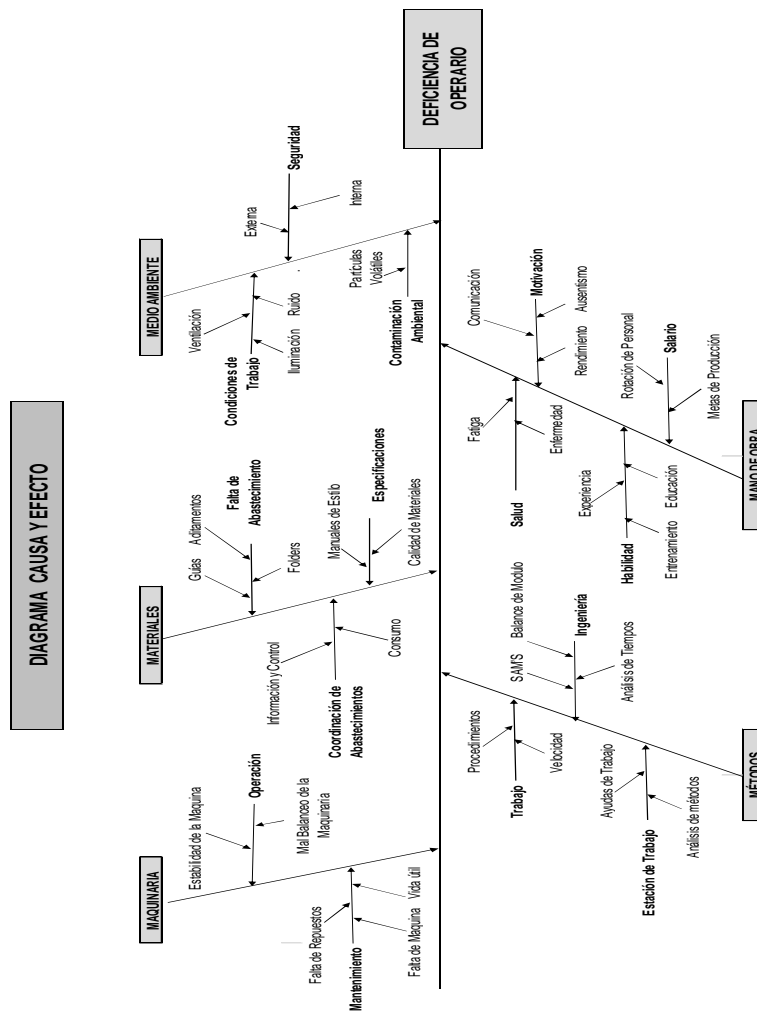 DIAGRAMA CAUSA Y EFECTO
MAQUINARIA
Estabilidad de la Maquina
Operación
Mal Balanceo de la
Maquinaria
Falta de Repuestos
Mantenimiento
Falta de Maquina
Vida útil
MATERIALES
Guias
Aditamentos
Falta de
Abastecimiento
Folders
Información y Control
Coordinación de
Abastecimientos
Consumo
Manuales de Estilo
Especificaciones
Calidad de Materiales
MEDIO AMBIENTE
Ventilación
Condiciones de
Trabajo
Iluminación
Ruido
Externa
Seguridad
Interna
Partículas
Volátiles
Contaminación
Ambiental
DEFICIENCIA DE
OPERARIO
Procedimientos
Trabajo
Velocidad
SAM'S
Balance de Modulo
Ingeniería
Análisis de Tiempos
Ayudas de Trabajo
Estación de Trabajo
Análisis de métodos
MÉTODOS
Fatiga
Salud
Enfermedad
Comunicación
Motivación
Rendimiento
Ausentismo
Experiencia
Habilidad
Entrenamiento
Educación
Rotación de Personal
Salario
Metas de Producción
MANO DE OBRA